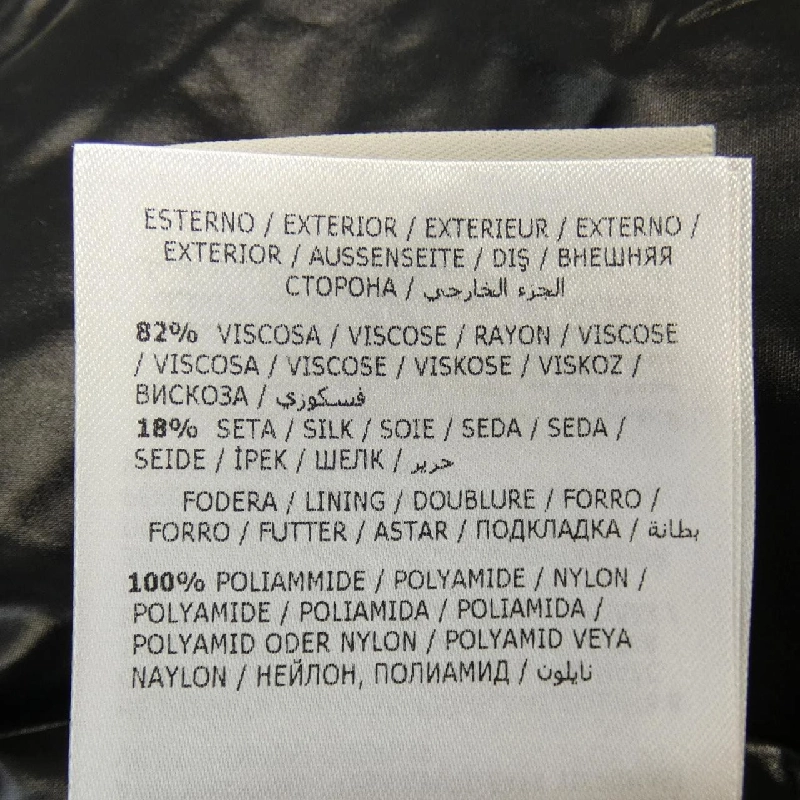 ESTERNO / EXTERIOR / EXTERIEUR / EXTERNO /
EXTERIOR / AUSSENSEITE / DIŞ / ВНЕШНЯЯ
СТОРОНА / الجزء الخارجي
82% VISCOSA / VISCOSE / RAYON / VISCOSE
/ VISCOSA / VISCOSE / VISKOSE / VISKOZ /
ВИСКОЗА / فسكوزي
18% SETA / SILK / SOIE / SEDA / SEDA /
SEIDE / İPEK / ШЕЛК / حرير
FODERA / LINING / DOUBLURE / FORRO /
FORRO / FUTTER / ASTAR / ПОДКЛАДКА / بطانة
100% POLIAMMIDE / POLYAMIDE / NYLON /
POLYAMIDE / POLIAMIDA / POLIAMIDA /
POLYAMID ODER NYLON / POLYAMID VEYA
NAYLON / НЕЙЛОН, ПОЛИАМИД / نايلون